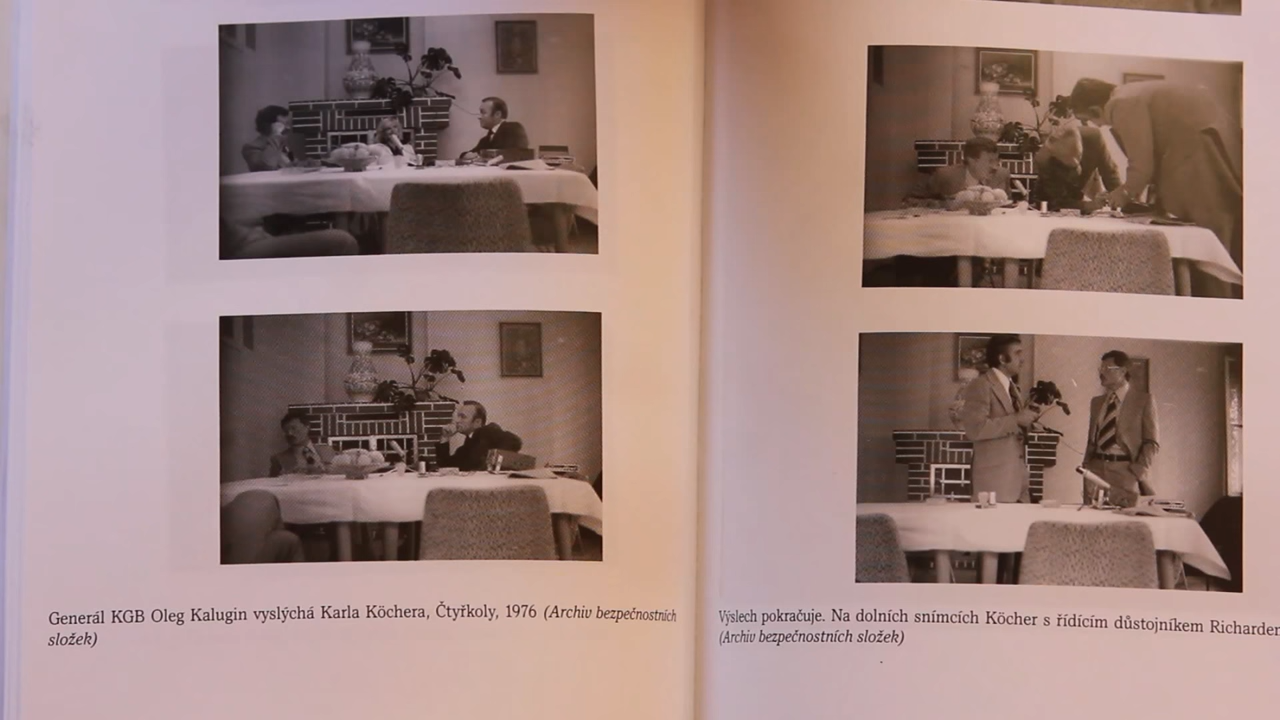 Generál KGB Oleg Kalugin vyslýchá Karla Köchera, Čtyřkoly, 1976 (Archiv bezpečnostních
složek)
Výslech pokračuje. Na dolních snímcích Köcher s řídícím důstojníkem Richardem
(Archiv bezpečnostních složek)